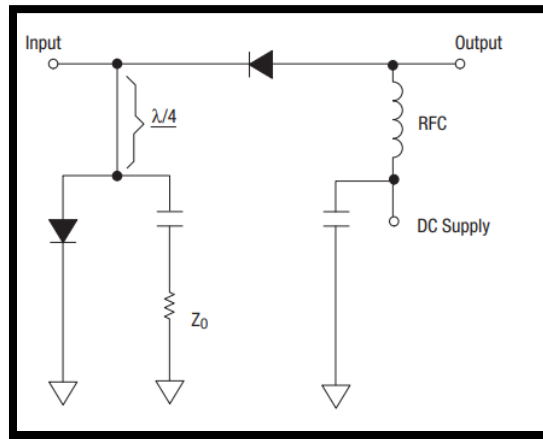 Input
Output
λ/4
RFC
DC Supply
Z0